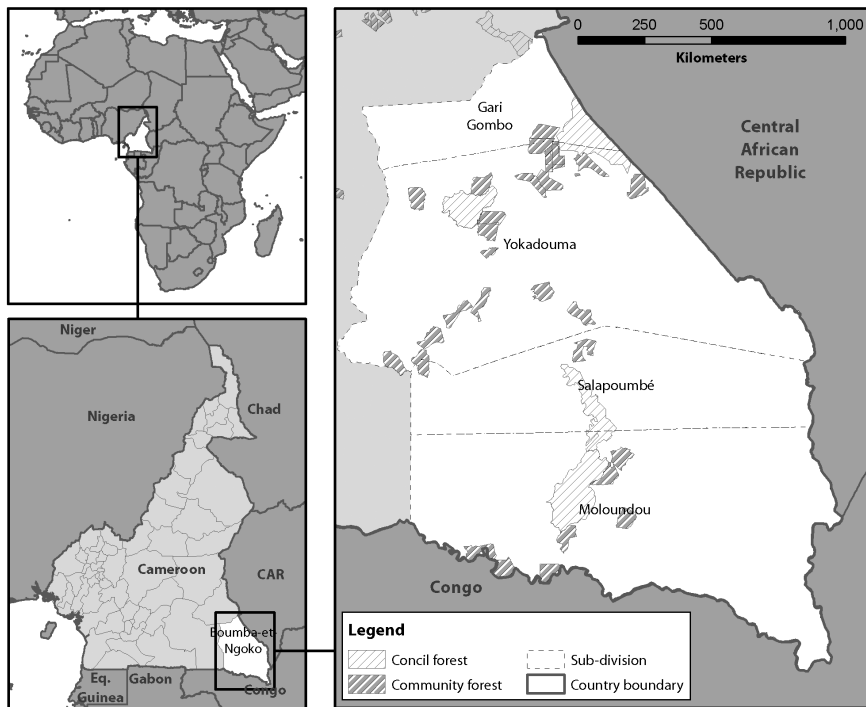 0 250 500 1,000
Kilometers
Gari
Gombo
Central
African
Republic
Yokadouma
Salapoumbé
Moloundou
Congo
Niger
Nigeria
Chad
Cameroon
CAR
Boumba-et-
Ngoko
Eq.
Guinea
Gabon
Congo
Legend
Concil forest
Sub-division
Community forest
Country boundary